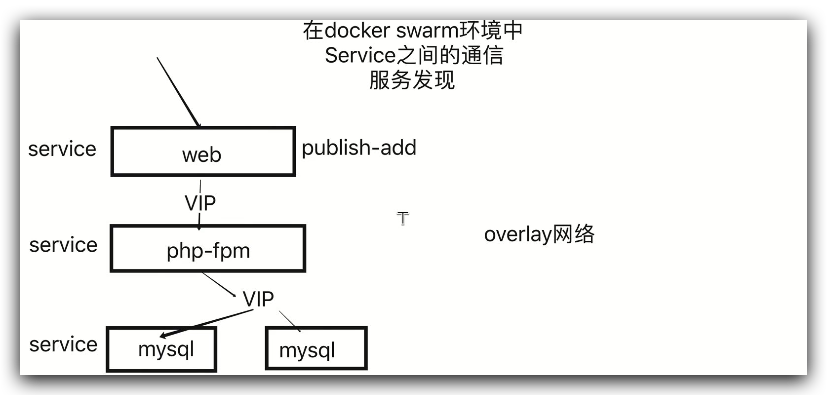 在docker swarm环境中
Service之间的通信
服务发现
service
web
publish-add
VIP
service
php-fpm
overlay网络
VIP
service
mysql
mysql